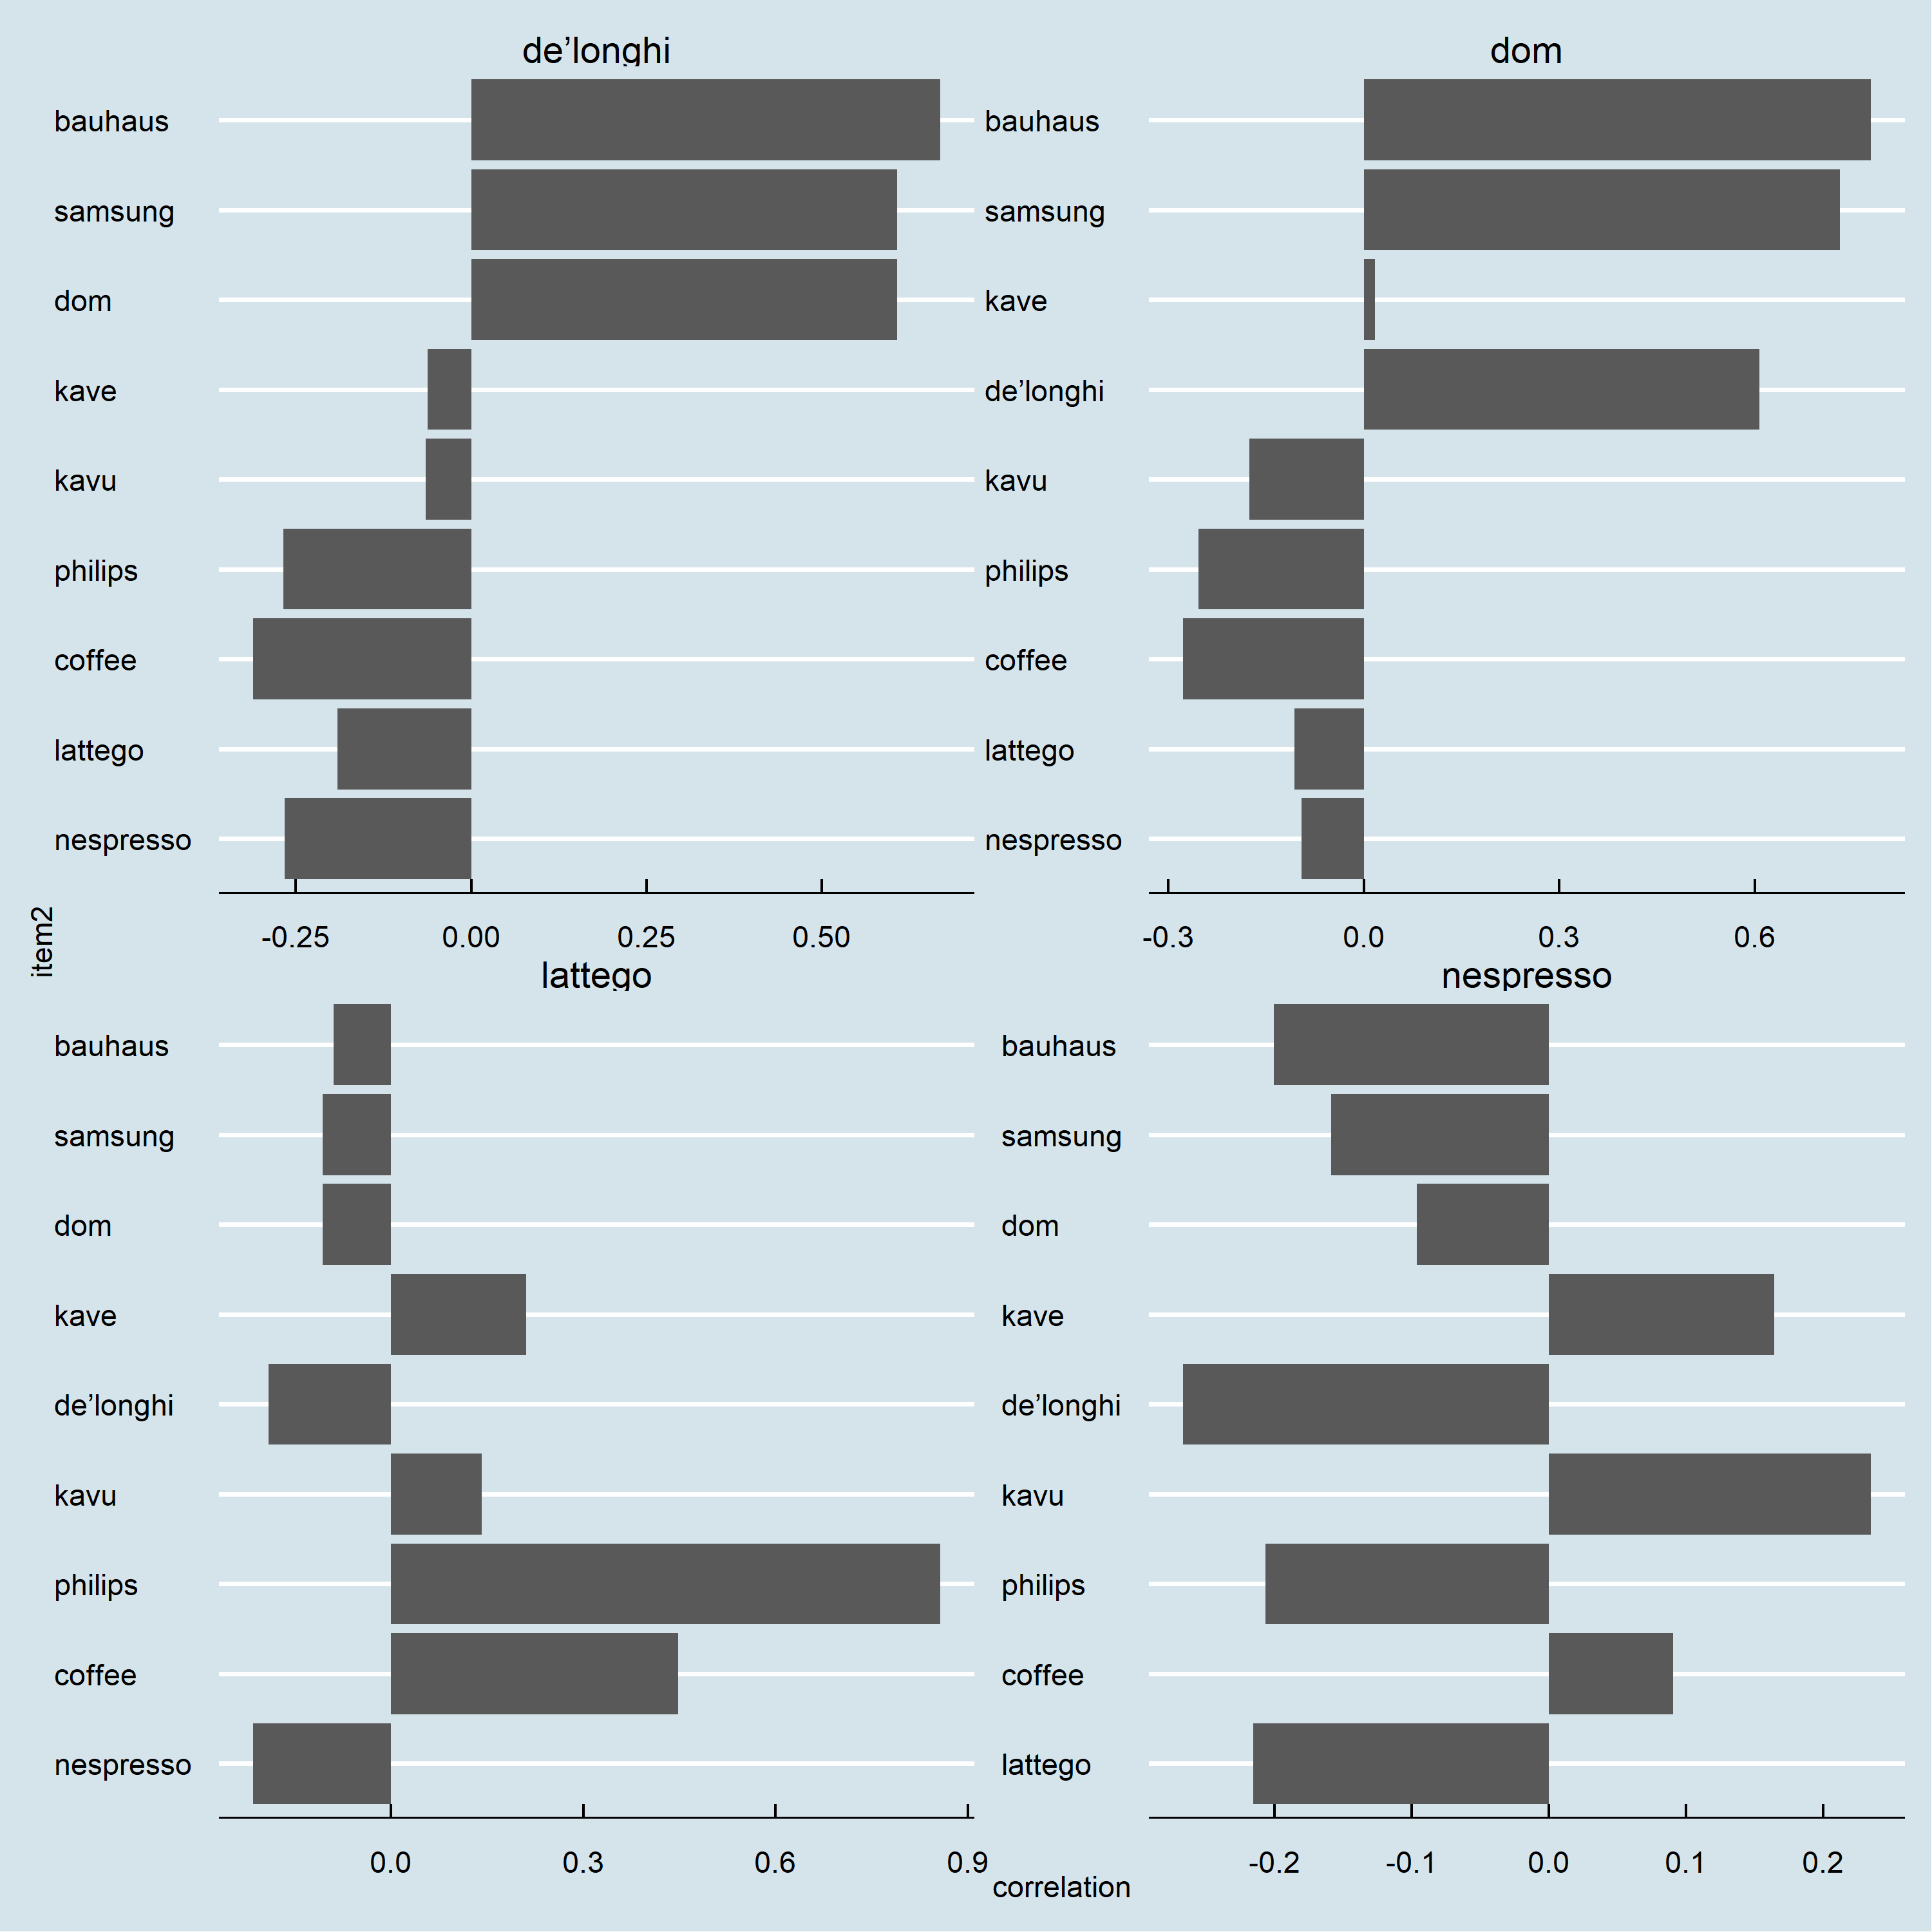 de’longhi
bauhaus
samsung
dom
kave
kavu
philips
coffee
lattego
nespresso
-0.25 0.00 0.25 0.50
dom
bauhaus
samsung
kave
de’longhi
kavu
philips
coffee
lattego
nespresso
-0.3 0.0 0.3 0.6
item2
lattego
bauhaus
samsung
dom
kave
de’longhi
kavu
philips
coffee
nespresso
0.0 0.3 0.6 0.9
nespresso
bauhaus
samsung
dom
kave
de’longhi
kavu
philips
coffee
lattego
-0.2 -0.1 0.0 0.1 0.2
correlation